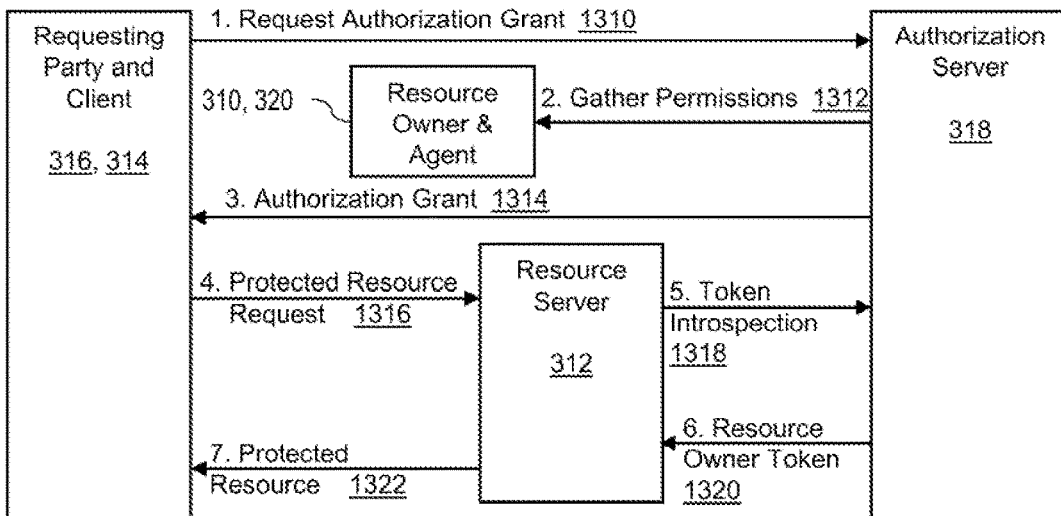 1. Request Authorization Grant 1310
Requesting
Party and
Client
316, 314
Authorization
Server
318
310, 320
Resource
Owner &
Agent
2. Gather Permissions 1312
3. Authorization Grant 1314
4. Protected Resource
Request 1316
Resource
Server
312
5. Token
Introspection
1318
6. Resource
Owner Token
1320
7. Protected
Resource 1322